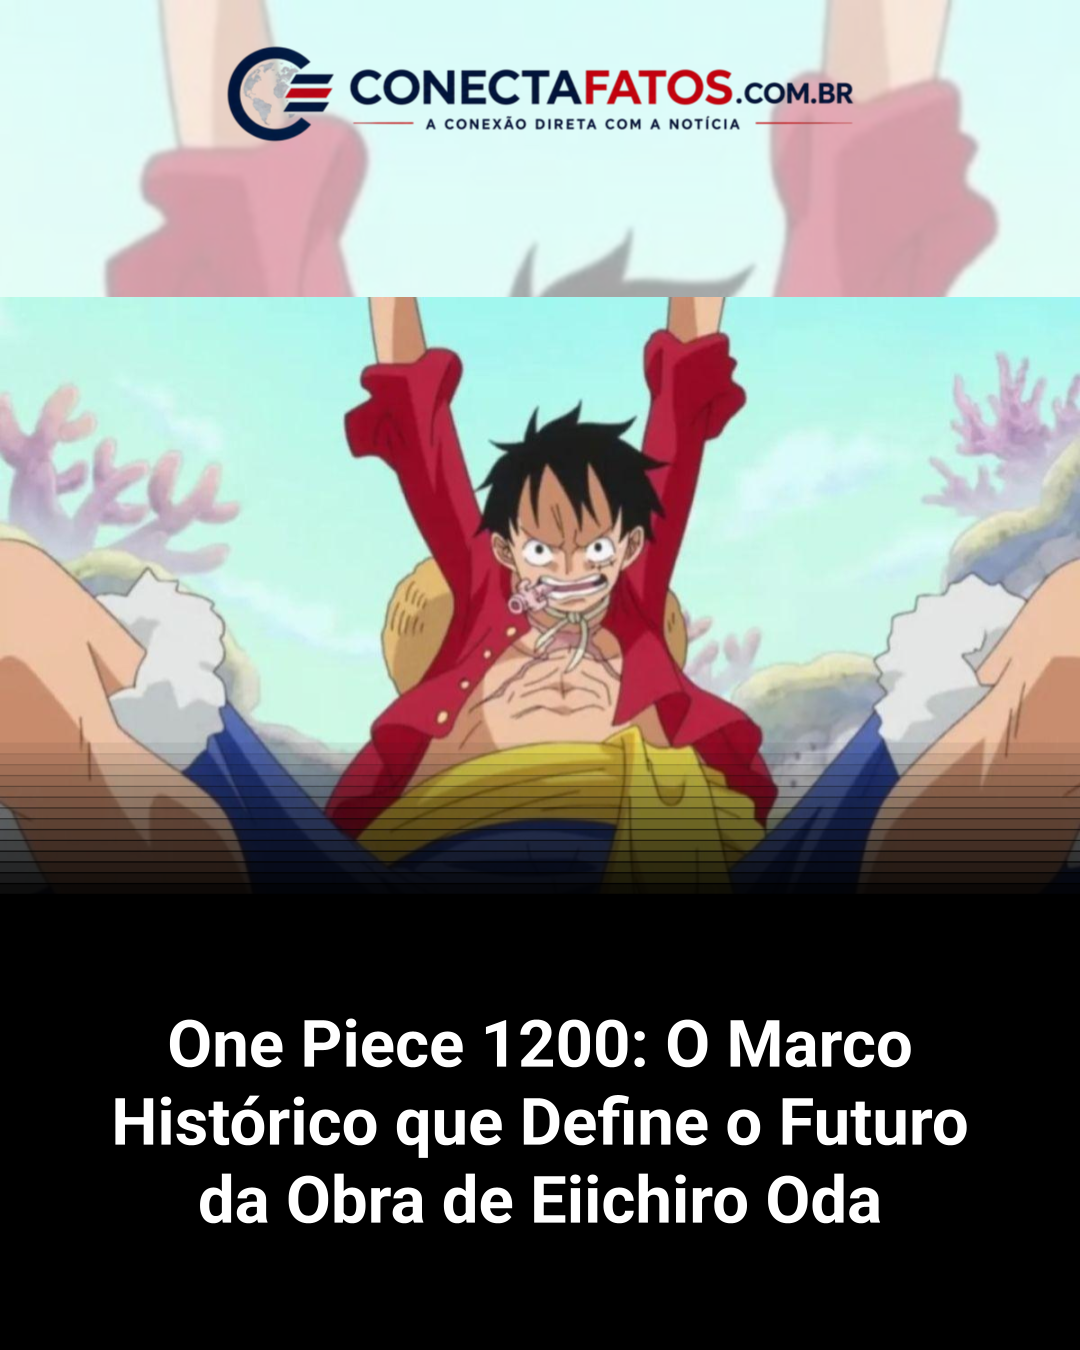 CONECTAFATOS.COM.BR
A CONEXÃO DIRETA COM A NOTÍCIA
One Piece 1200: O Marco
Histórico que Define o Futuro
da Obra de Eiichiro Oda